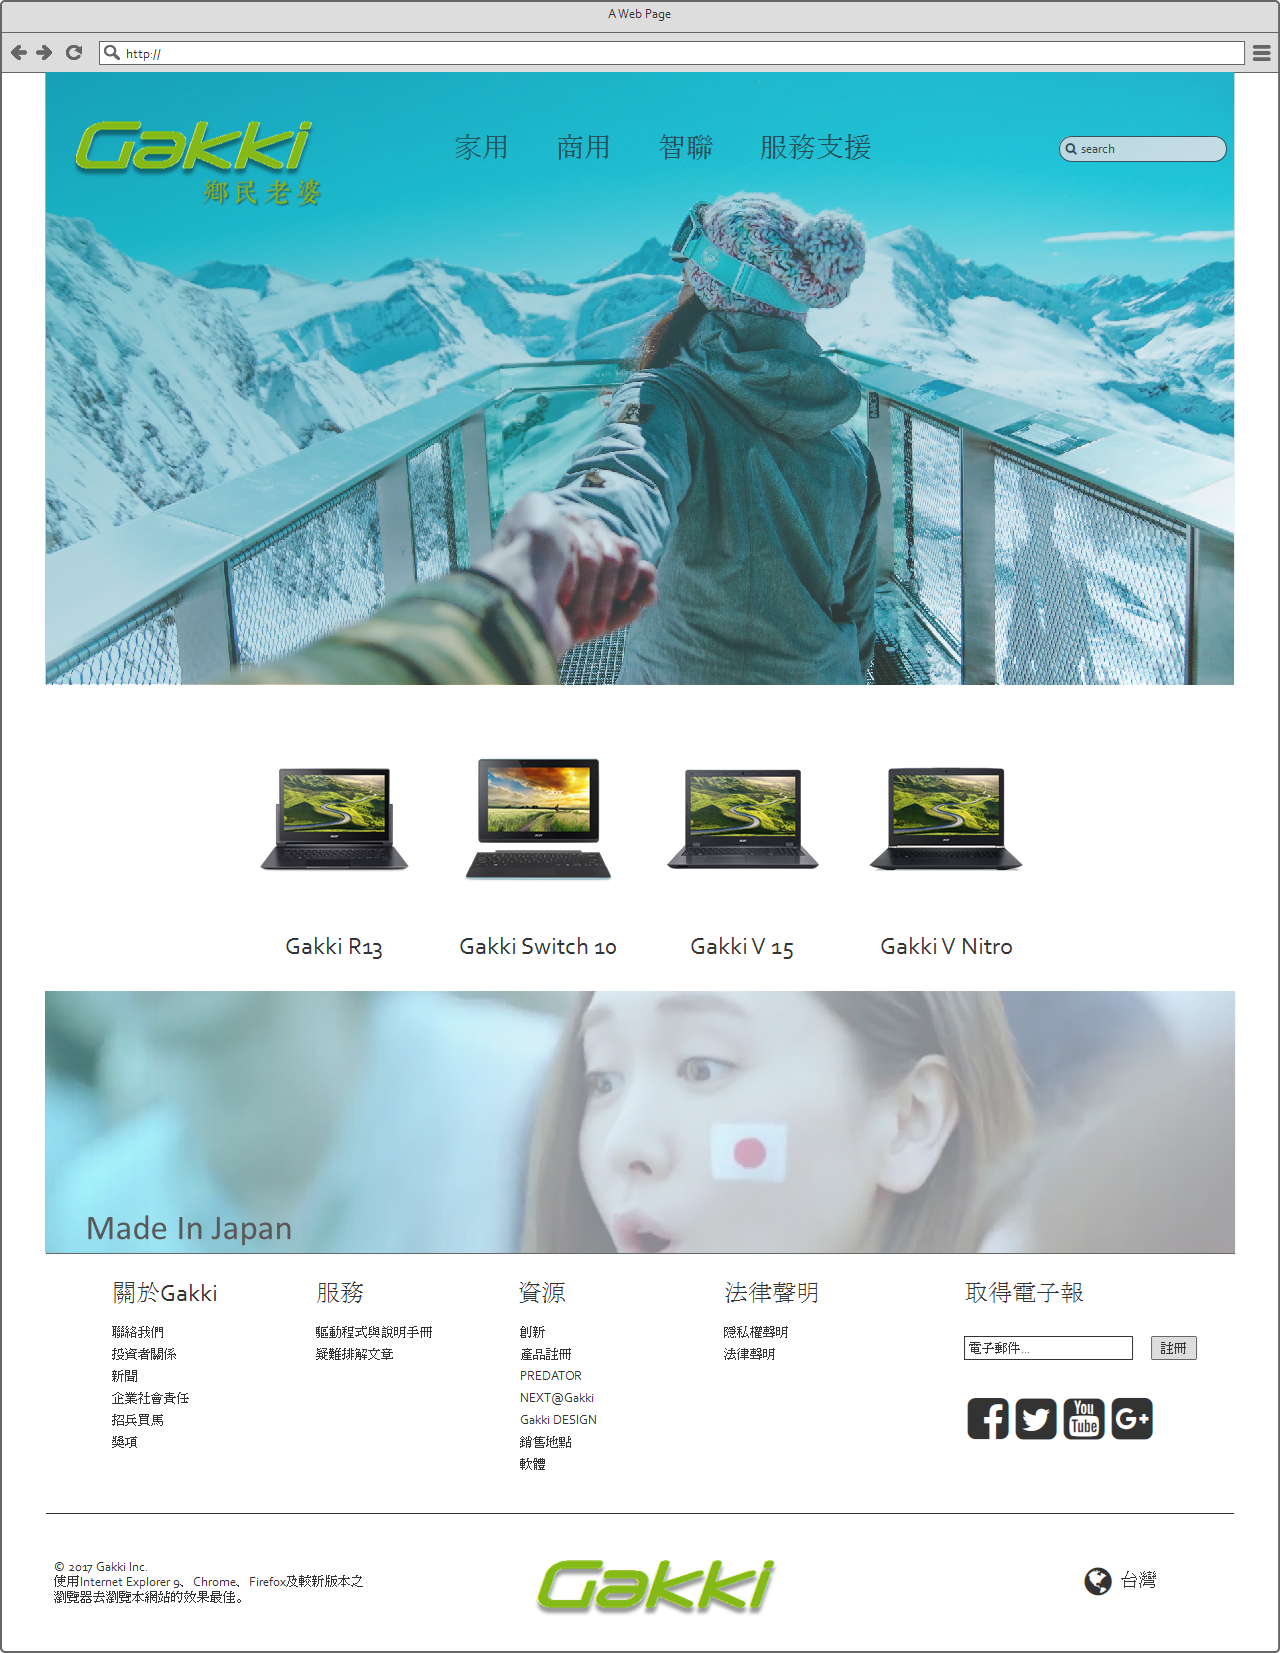 A Web Page
http://
Gakki
鄉民老婆
家用 商用 智聯 服務支援
search
Gakki R13
Gakki Switch 10
Gakki V 15
Gakki V Nitro
Made In Japan
關於Gakki
聯絡我們
投資者關係
新聞
企業社會責任
招兵買馬
獎項
服務
驅動程式與說明手冊
疑難排解文章
資源
創新
產品註冊
PREDATOR
NEXT@Gakki
Gakki DESIGN
銷售地點
軟體
法律聲明
隱私權聲明
法律聲明
取得電子報
電子郵件...
註冊
You
Tube
G+
© 2017 Gakki Inc.
使用Internet Explorer 9、Chrome、Firefox及較新版本之
瀏覽器去瀏覽本網站的效果最佳。
Gakki
台灣